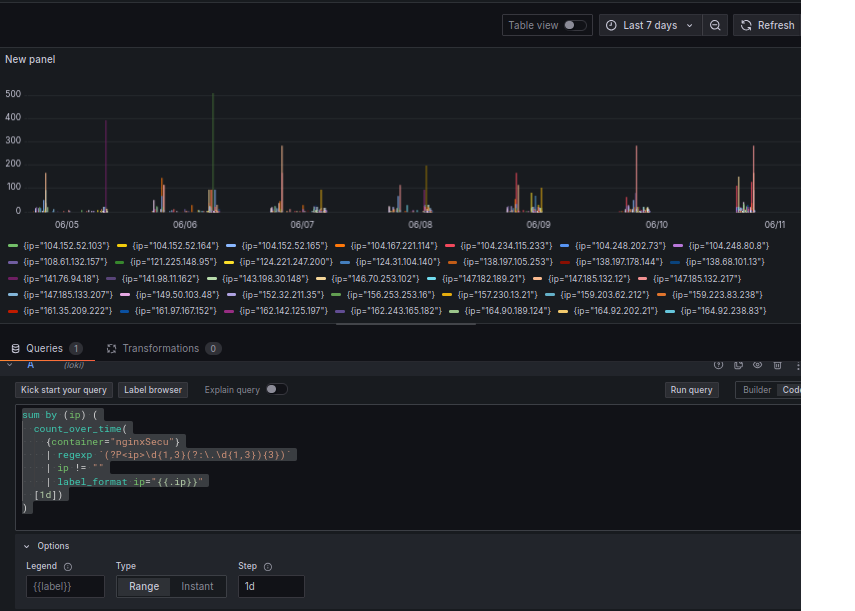 Table view Last 7 days Refresh
New panel
500
400
300
200
100
0
06/05 06/06 06/07 06/08 06/09 06/10 06/11
{ip="104.152.52.103"} {ip="104.152.52.164"} {ip="104.152.52.165"} {ip="104.167.221.114"} {ip="104.234.115.233"} {ip="104.248.202.73"} {ip="104.248.80.8"}
{ip="108.61.132.157"} {ip="121.225.148.95"} {ip="124.221.247.200"} {ip="124.31.104.140"} {ip="138.197.105.253"} {ip="138.197.178.144"} {ip="138.68.101.13"}
{ip="141.76.94.18"} {ip="141.98.11.162"} {ip="143.198.30.148"} {ip="146.70.253.102"} {ip="147.182.189.21"} {ip="147.185.132.12"} {ip="147.185.132.217"}
{ip="147.185.133.207"} {ip="149.50.103.48"} {ip="152.32.211.35"} {ip="156.253.253.16"} {ip="157.230.13.21"} {ip="159.203.62.212"} {ip="159.223.83.238"}
{ip="161.35.209.222"} {ip="161.97.167.152"} {ip="162.142.125.197"} {ip="162.243.165.182"} {ip="164.90.189.124"} {ip="164.92.202.21"} {ip="164.92.238.83"}
Queries 1 Transformations 0
A (loki)
Kick start your query Label browser Explain query Run query Builder Code
sum by (ip) (
count_over_time(
{container="nginxSecu"}
| regexp `(?P<ip>\d{1,3}(?:\.\d{1,3}){3})`
| ip != ""
| label_format ip="{{.ip}}"
[1d])
)
Options
Legend Type Step
{{label}} Range Instant 1d